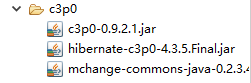 c3p0
c3p0-0.9.2.1.jar
hibernate-c3p0-4.3.5.Final.jar
mchange-commons-java-0.2.3.4